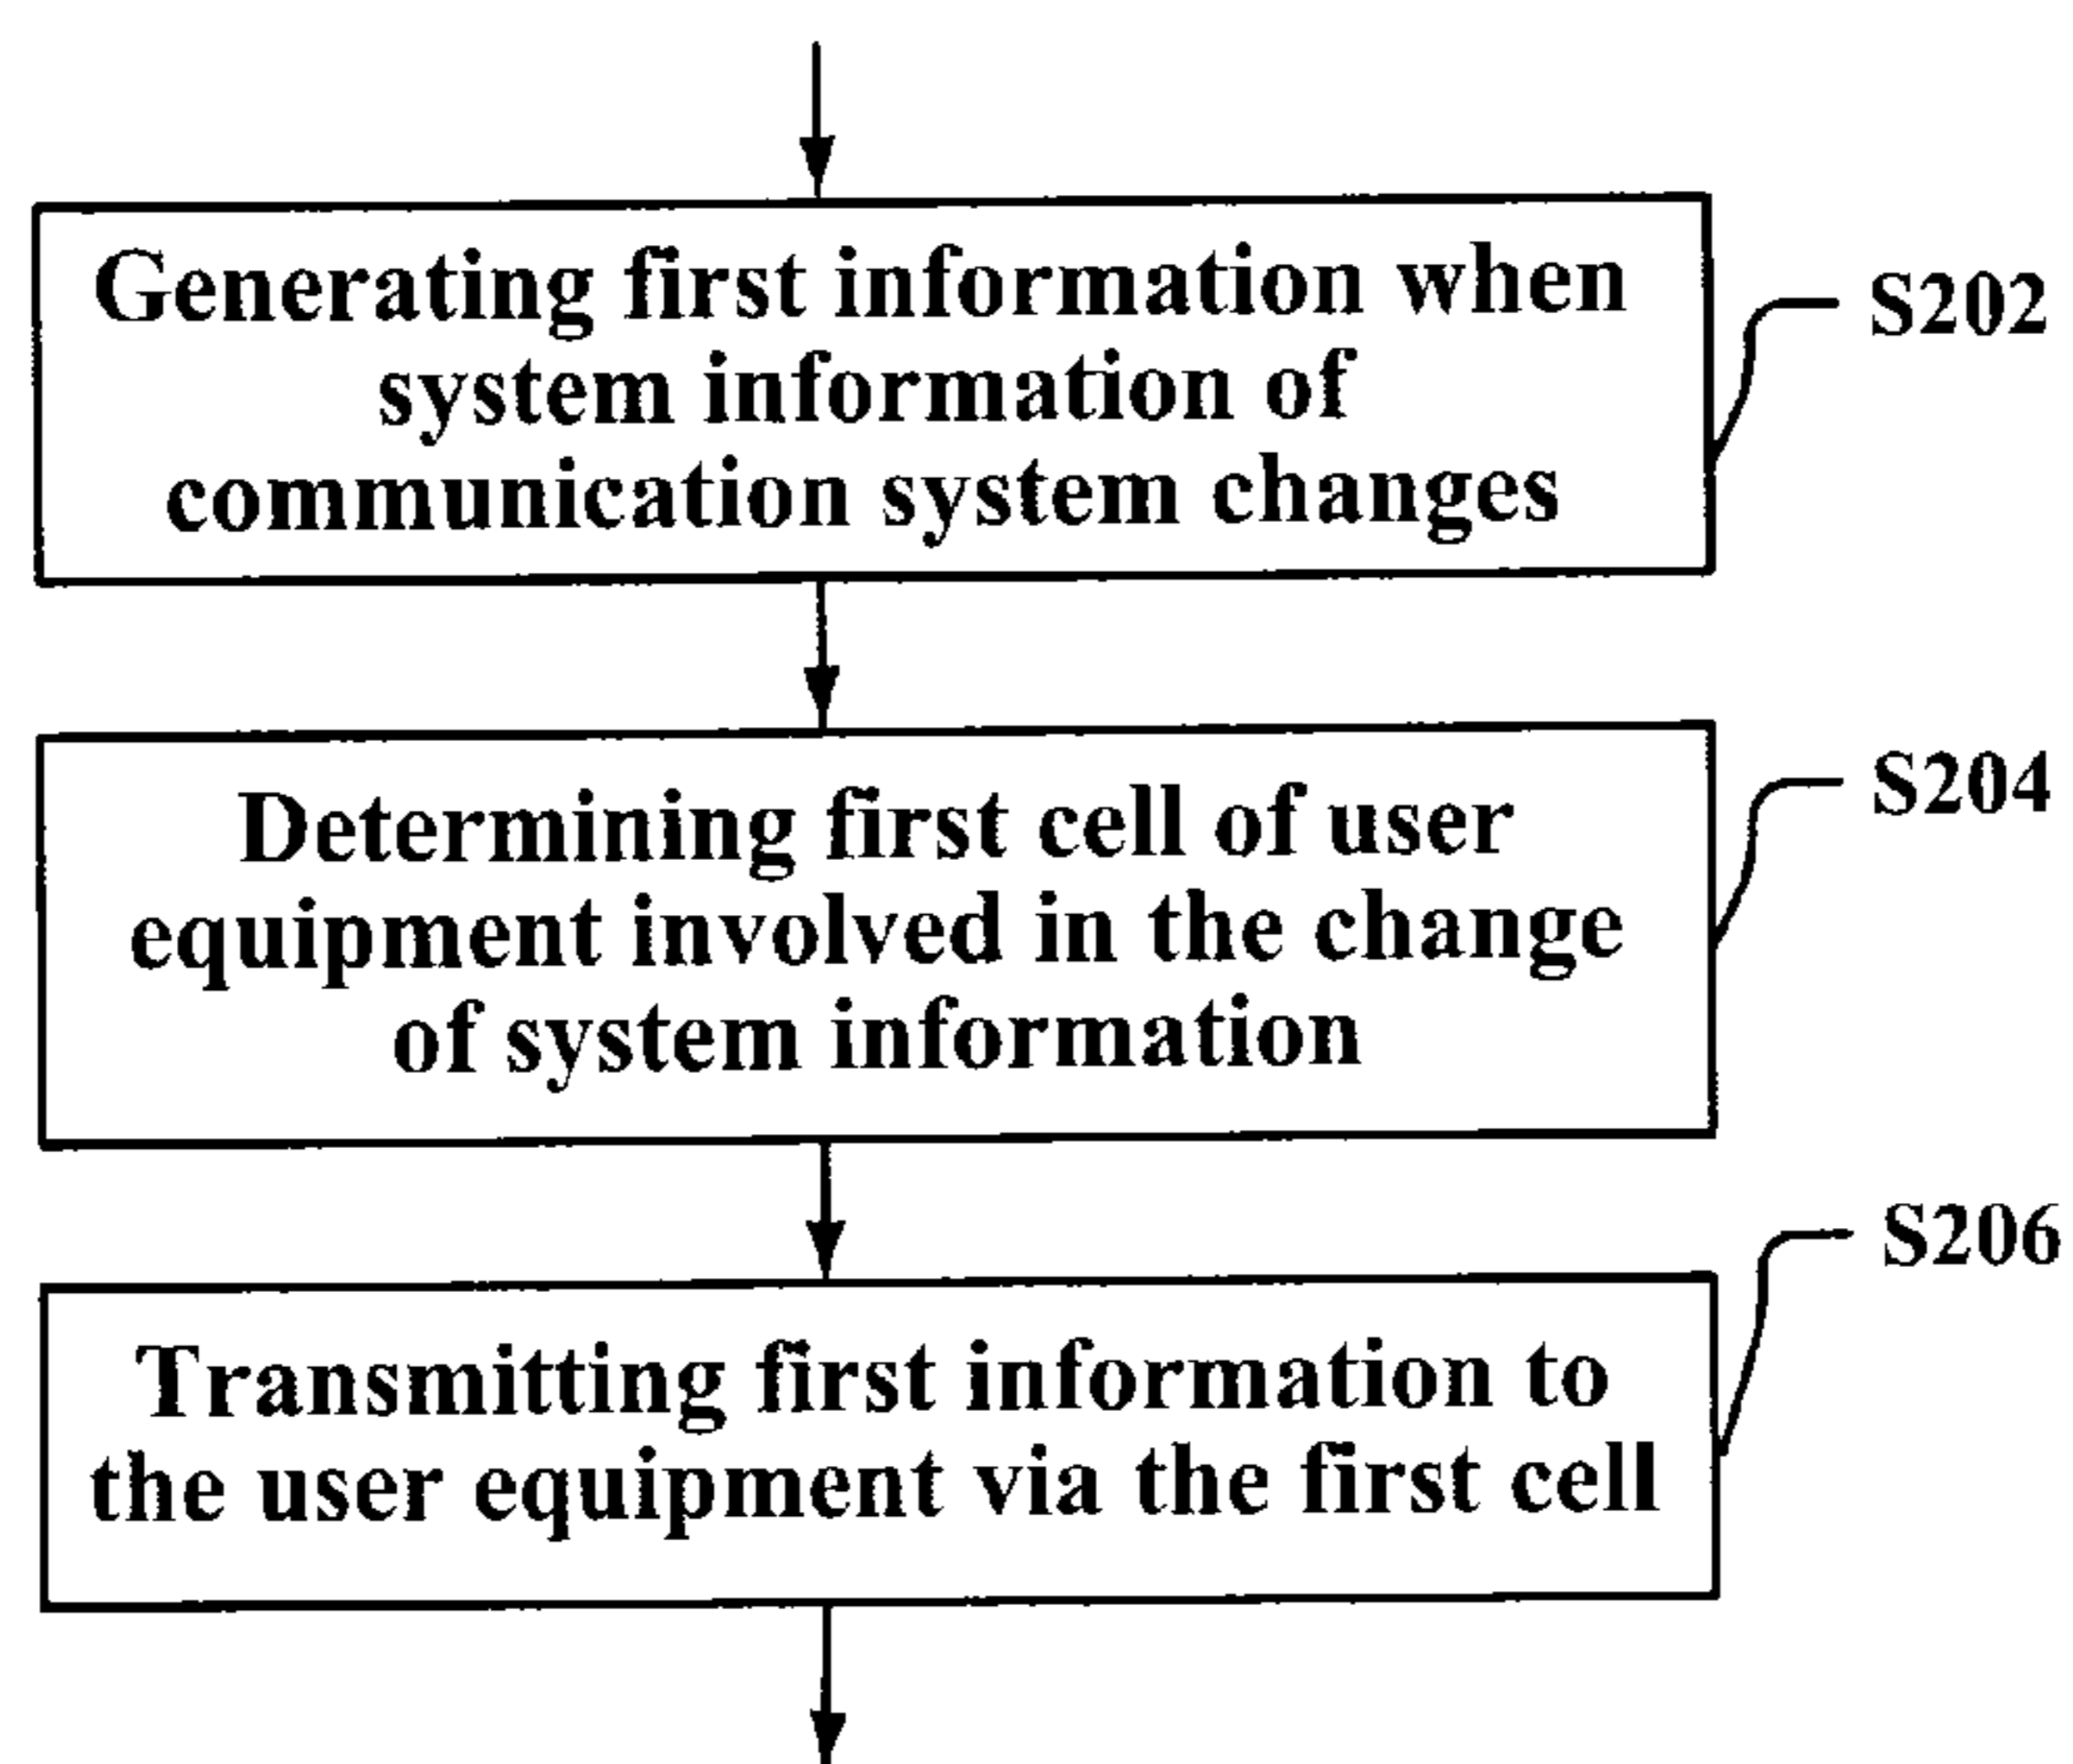 Generating first information when
system information of
communication system changes
S202
Determining first cell of user
equipment involved in the change
of system information
S204
Transmitting first information to
the user equipment via the first cell
S206